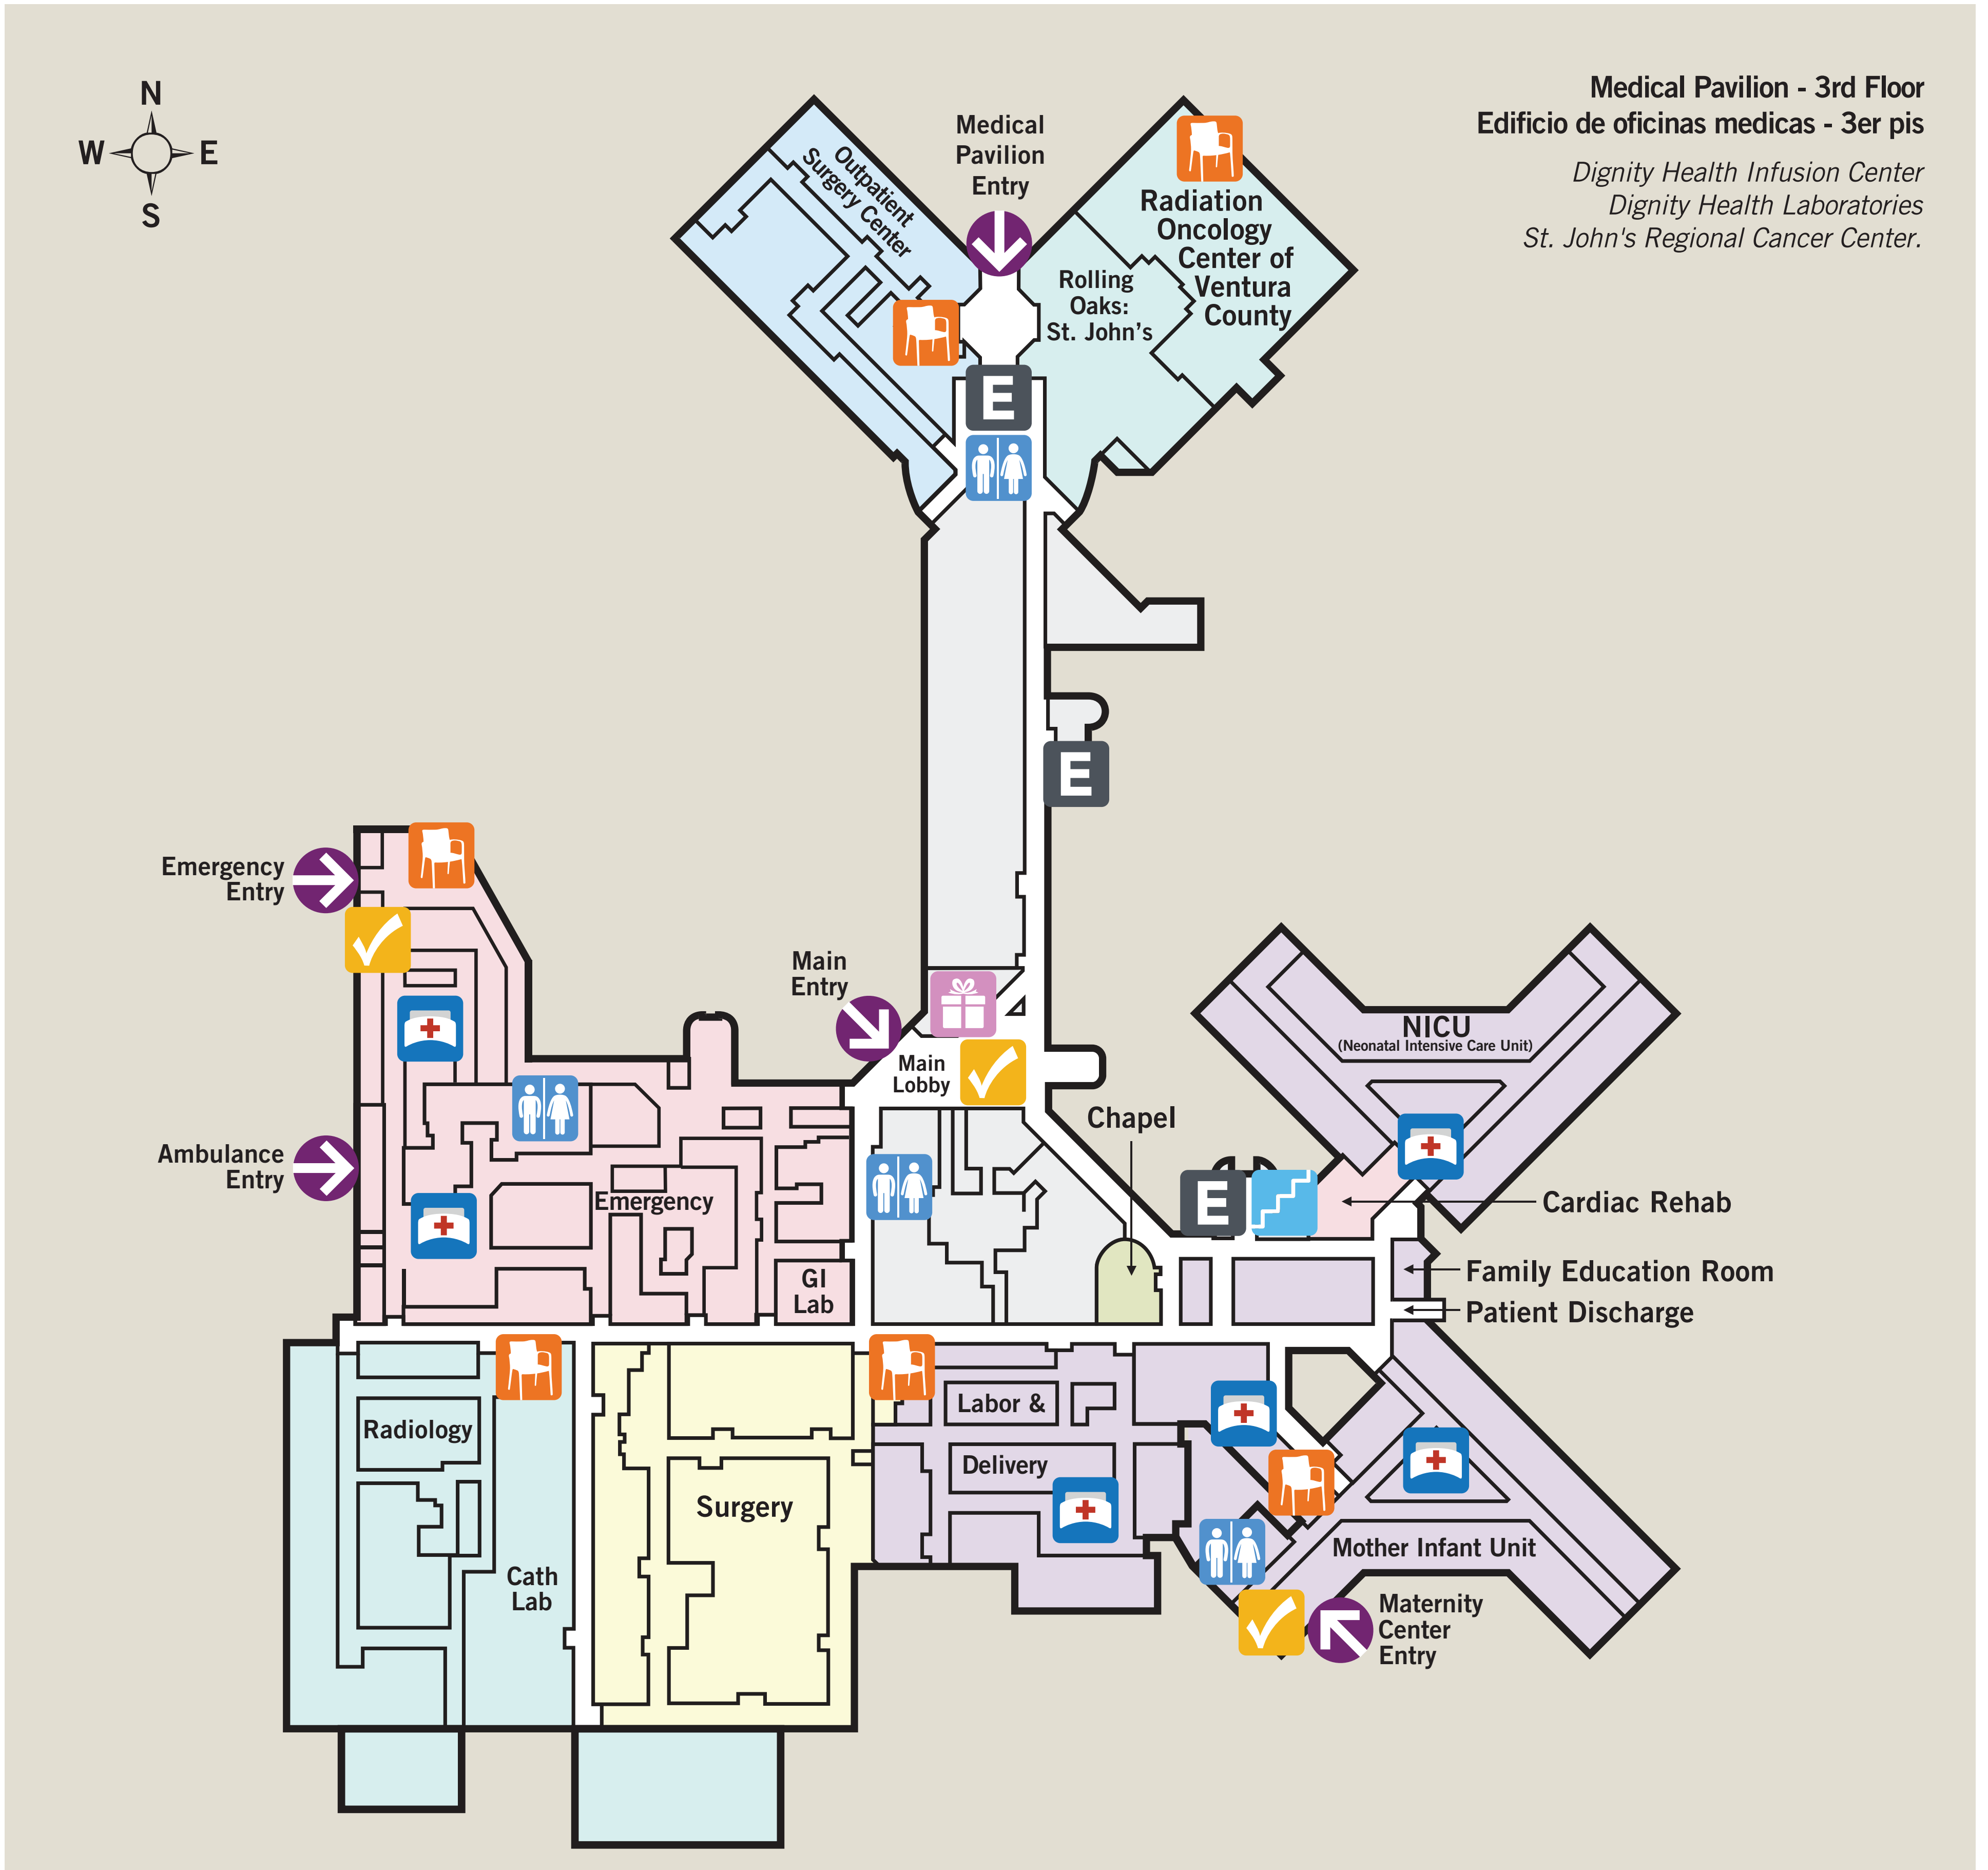 N
W E
S
Medical Pavilion - 3rd Floor
Edificio de oficinas medicas - 3er pis
Dignity Health Infusion Center
Dignity Health Laboratories
St. John's Regional Cancer Center.
Medical
Pavilion
Entry
Outpatient
Surgery Center
Radiation
Oncology
Center of
Ventura
County
Rolling
Oaks:
St. John's
E
E
Emergency
Entry
Main
Entry
Main
Lobby
NICU
(Neonatal Intensive Care Unit)
Chapel
Ambulance
Entry
Emergency
E
Cardiac Rehab
Family Education Room
Patient Discharge
GI
Lab
Radiology
Labor &
Delivery
Surgery
Cath
Lab
Mother Infant Unit
Maternity
Center
Entry